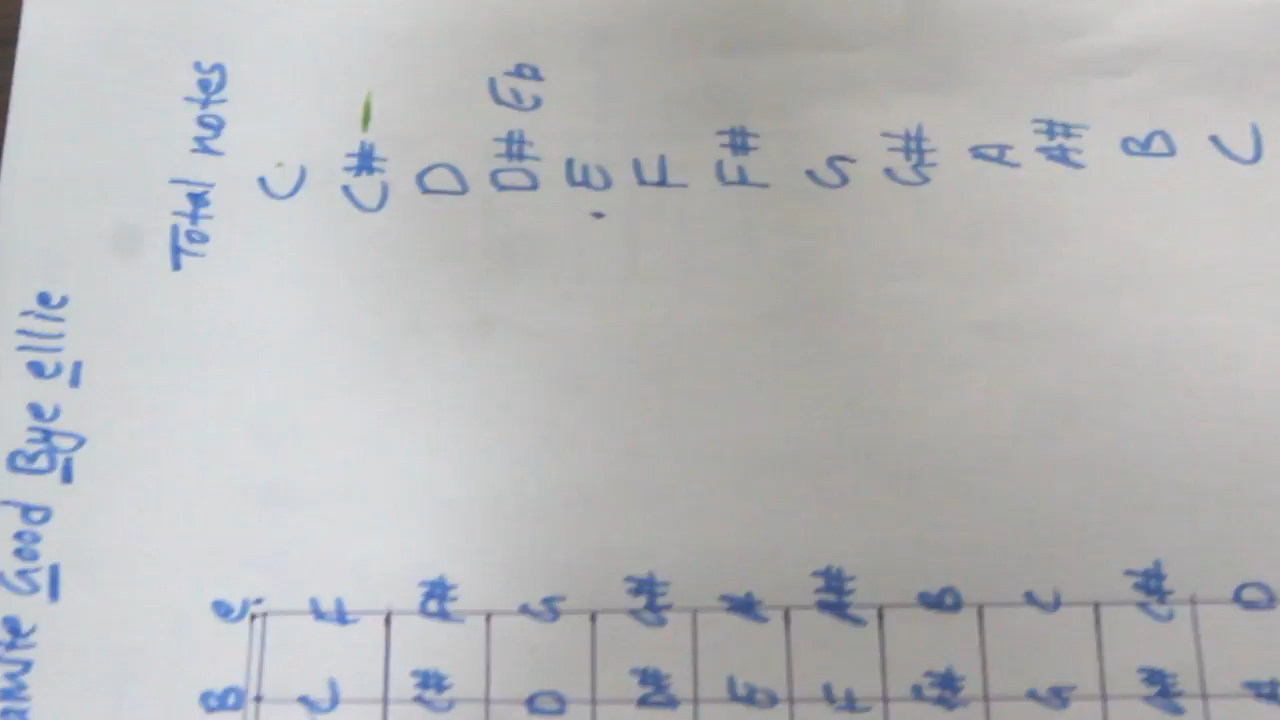 Good Bye ellie
Total notes
C
C# -
D
D# Eb
E
F
F#
G
G#
A
A#
B
C
B e
C F
C# F#
D G
D# G#
E A
F A#
F# B
G C
C#
A D